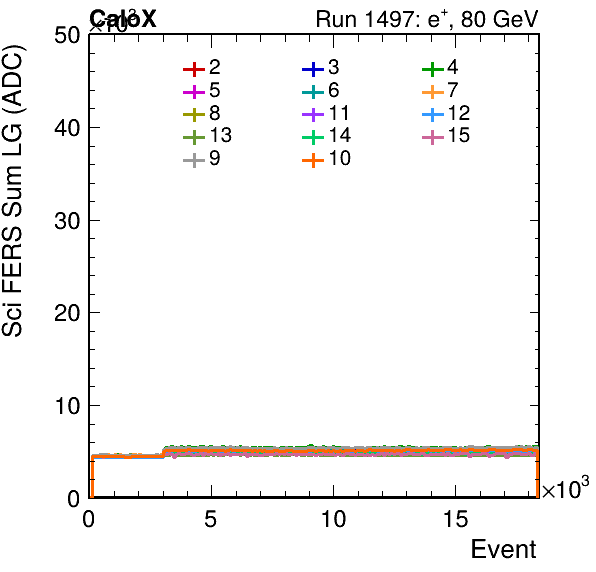 ×10³
CaloX
Run 1497: e⁺, 80 GeV
50
40
30
20
10
0
Sci FERS Sum LG (ADC)
2 3 4
5 6 7
8 11 12
13 14 15
9 10
0 5 10 15
×10³
Event